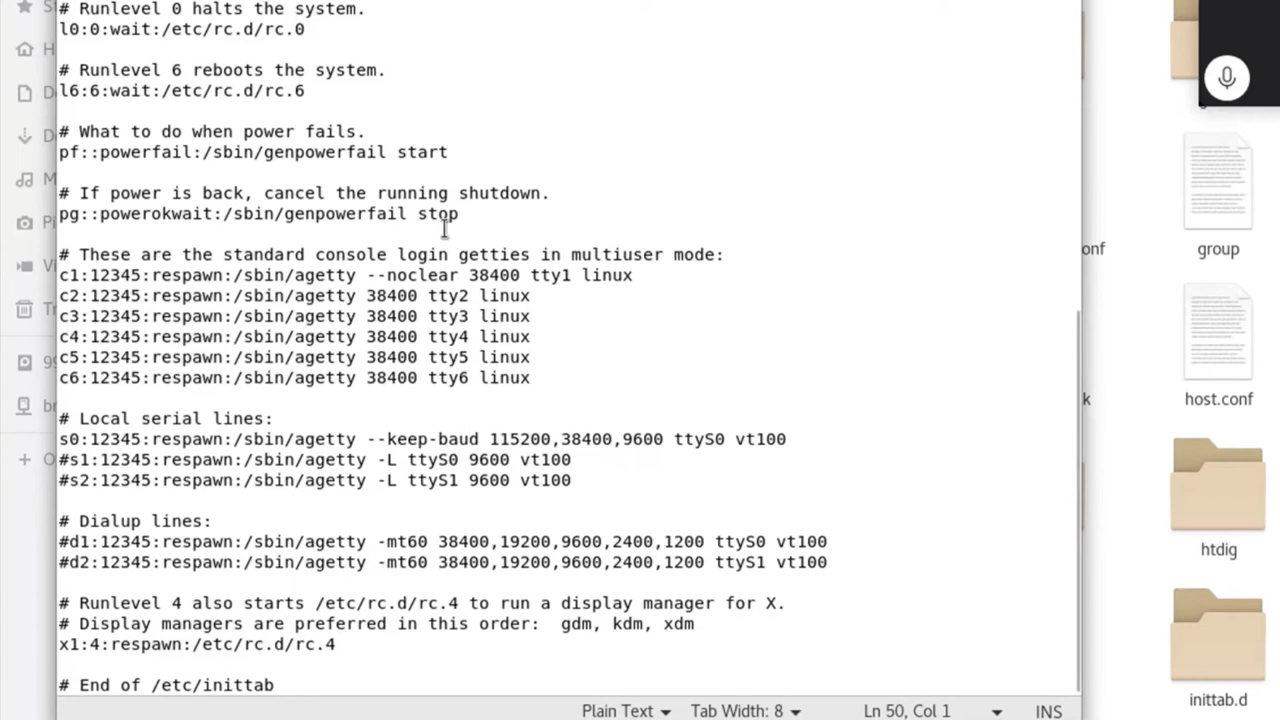 # Runlevel 0 halts the system.
l0:0:wait:/etc/rc.d/rc.0
# Runlevel 6 reboots the system.
l6:6:wait:/etc/rc.d/rc.6
# What to do when power fails.
pf::powerfail:/sbin/genpowerfail start
# If power is back, cancel the running shutdown.
pg::powerokwait:/sbin/genpowerfail stop
# These are the standard console login getties in multiuser mode:
c1:12345:respawn:/sbin/agetty --noclear 38400 tty1 linux
c2:12345:respawn:/sbin/agetty 38400 tty2 linux
c3:12345:respawn:/sbin/agetty 38400 tty3 linux
c4:12345:respawn:/sbin/agetty 38400 tty4 linux
c5:12345:respawn:/sbin/agetty 38400 tty5 linux
c6:12345:respawn:/sbin/agetty 38400 tty6 linux
# Local serial lines:
s0:12345:respawn:/sbin/agetty --keep-baud 115200,38400,9600 ttyS0 vt100
#s1:12345:respawn:/sbin/agetty -L ttyS0 9600 vt100
#s2:12345:respawn:/sbin/agetty -L ttyS1 9600 vt100
# Dialup lines:
#d1:12345:respawn:/sbin/agetty -mt60 38400,19200,9600,2400,1200 ttyS0 vt100
#d2:12345:respawn:/sbin/agetty -mt60 38400,19200,9600,2400,1200 ttyS1 vt100
# Runlevel 4 also starts /etc/rc.d/rc.4 to run a display manager for X.
# Display managers are preferred in this order:  gdm, kdm, xdm
x1:4:respawn:/etc/rc.d/rc.4
# End of /etc/inittab
Plain Text Tab Width: 8 Ln 50, Col 1 INS
group
host.conf
htdig
inittab.d